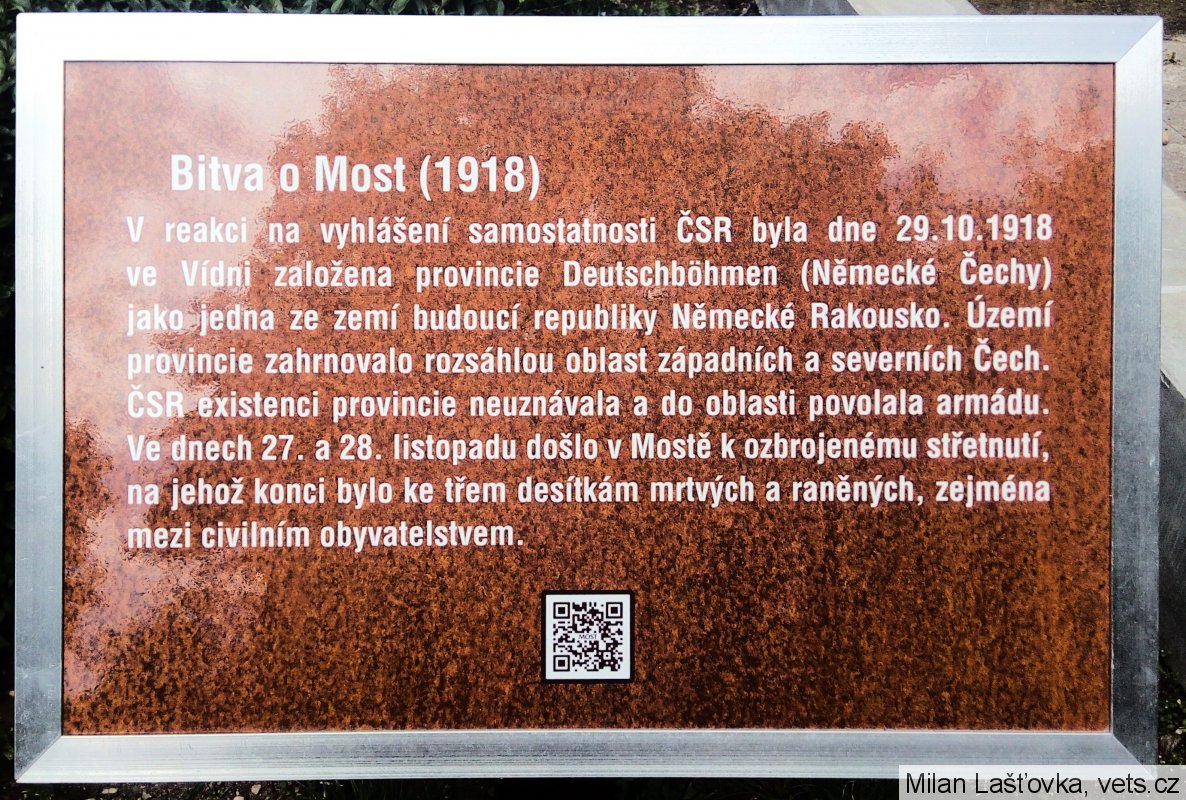 Bitva o Most (1918)
V reakci na vyhlášení samostatnosti ČSR byla dne 29.10.1918
ve Vídni založena provincie Deutschböhmen (Německé Čechy)
jako jedna ze zemí budoucí republiky Německé Rakousko. Území
provincie zahrnovalo rozsáhlou oblast západních a severních Čech.
ČSR existenci provincie neuznávala a do oblasti povolala armádu.
Ve dnech 27. a 28. listopadu došlo v Mostě k ozbrojenému střetnutí,
na jehož konci bylo ke třem desítkám mrtvých a raněných, zejména
mezi civilním obyvatelstvem.
MOST
Milan Lašťovka, vets.cz